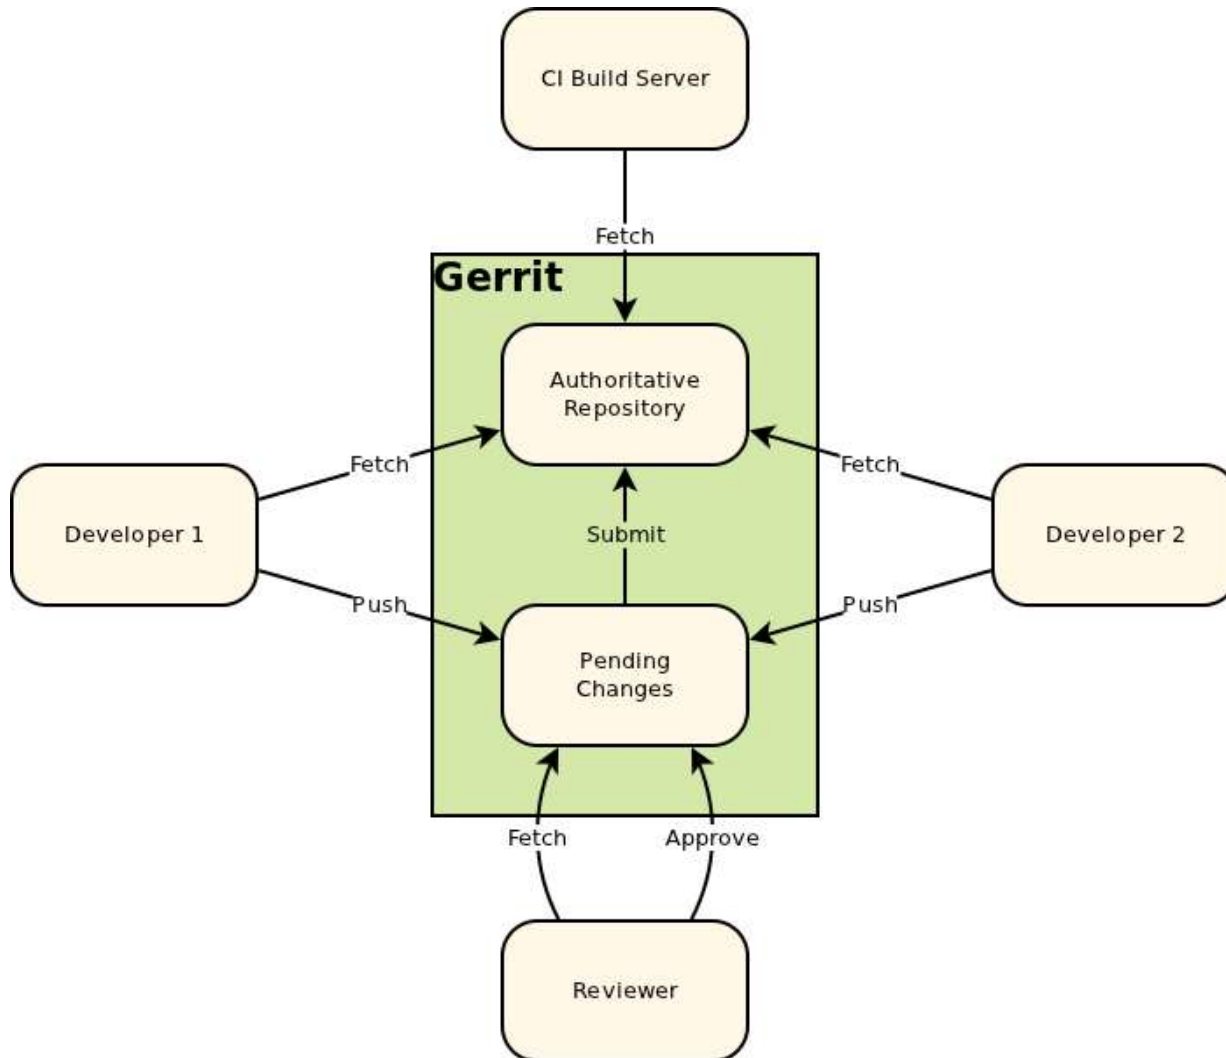 CI Build Server
Fetch
Gerrit
Authoritative
Repository
Fetch
Fetch
Developer 1
Submit
Developer 2
Push
Push
Pending
Changes
Fetch
Approve
Reviewer